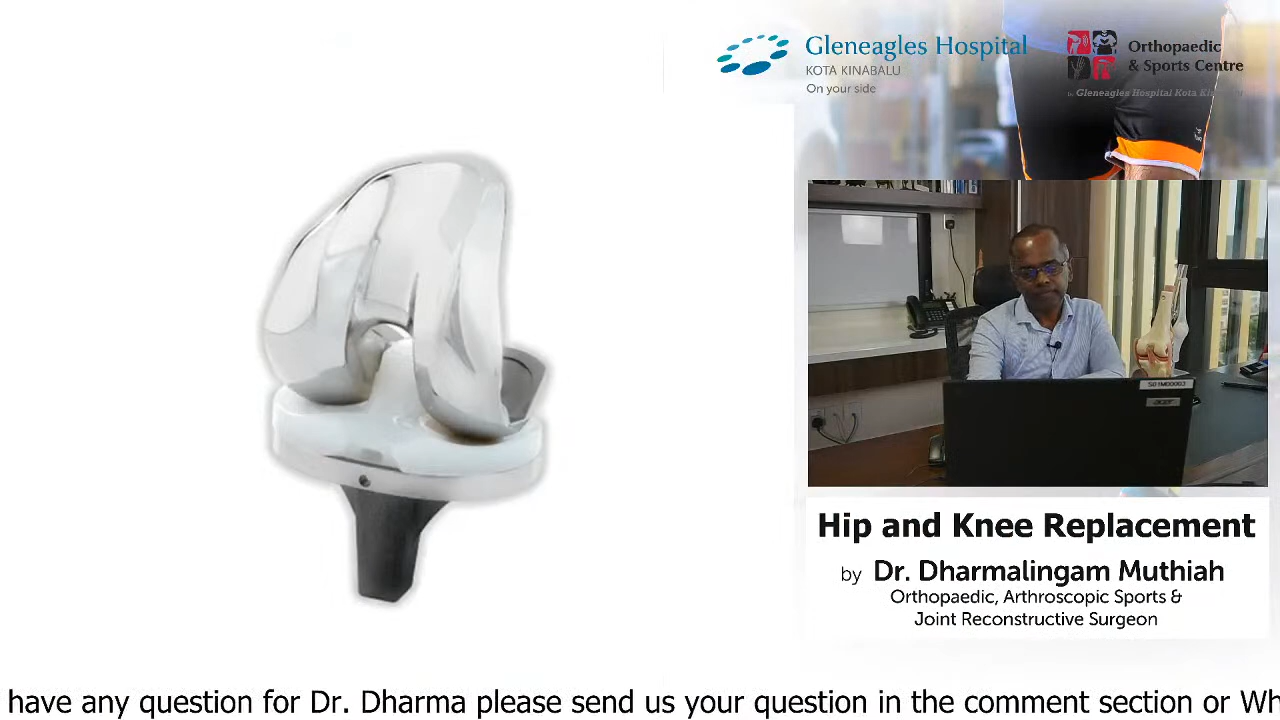 Gleneagles Hospital
KOTA KINABALU
On your side
Orthopaedic
& Sports Centre
Gleneagles Hospital Kota
S01M00003
acer
Hip and Knee Replacement
by Dr. Dharmalingam Muthiah
Orthopaedic, Arthroscopic Sports &
Joint Reconstructive Surgeon
have any question for Dr. Dharma please send us your question in the comment section or Wh